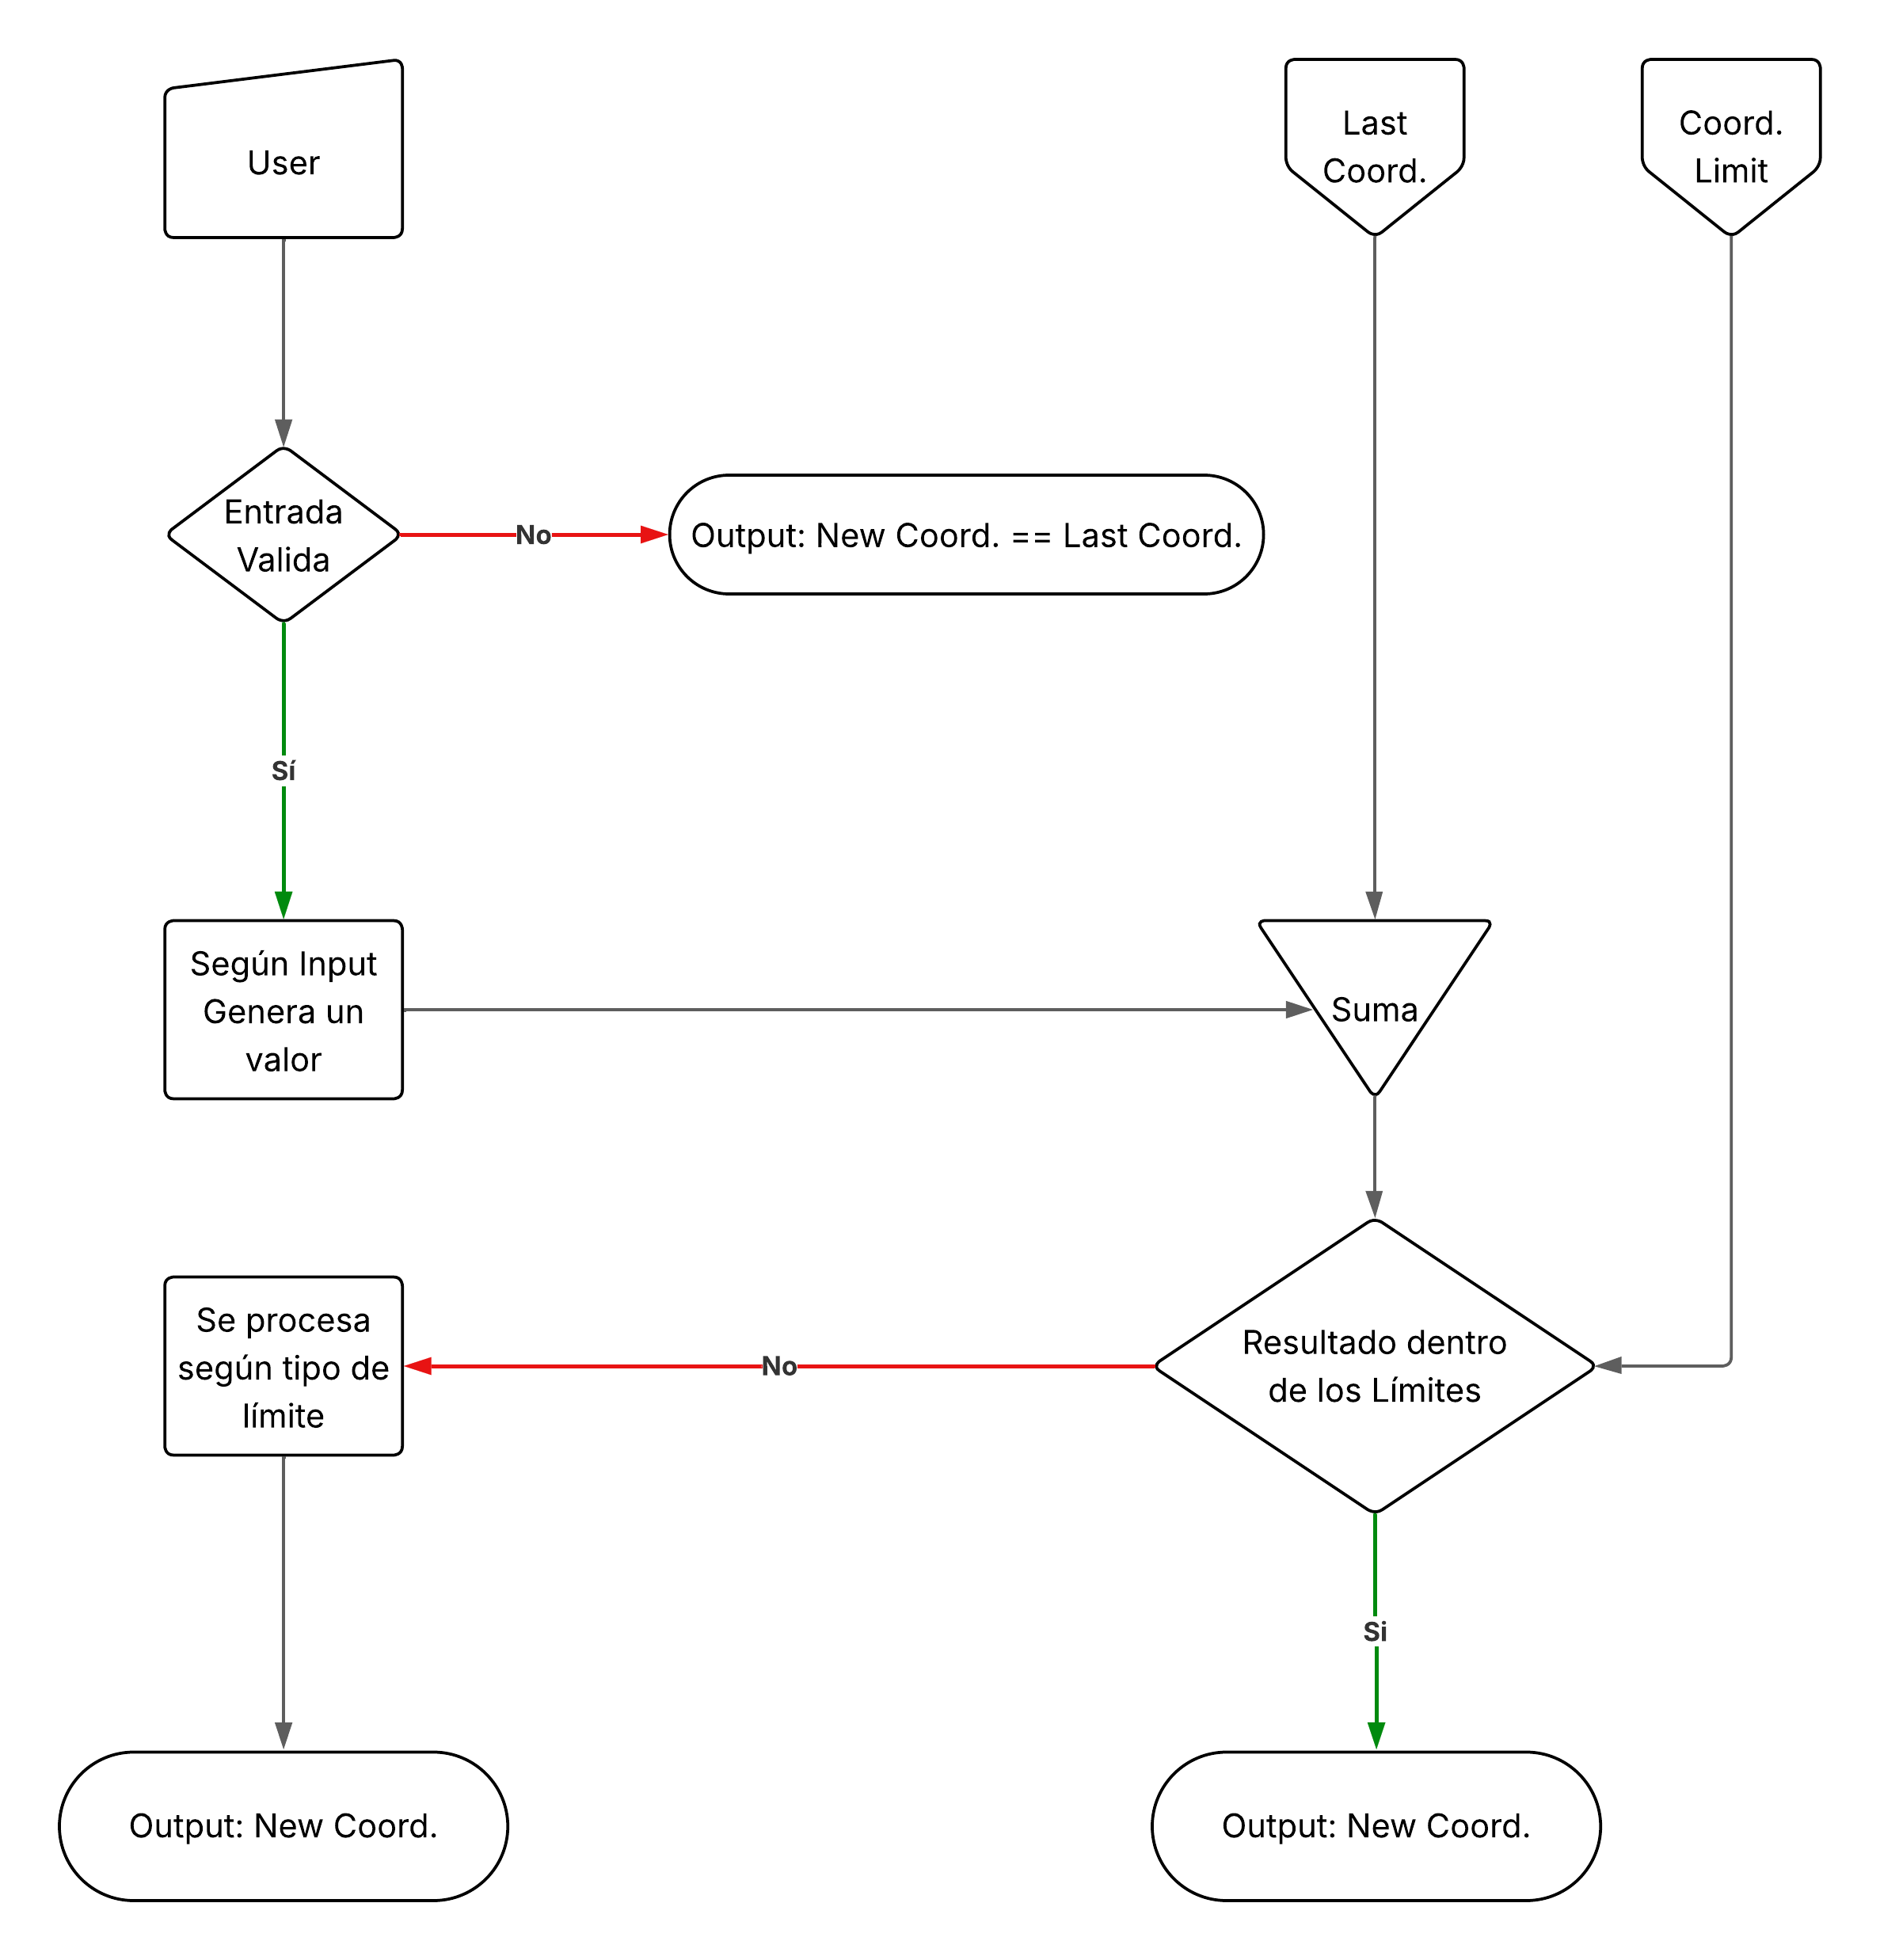 User
Last
Coord.
Coord.
Limit
Entrada
Valida
No
Output: New Coord. == Last Coord.
Sí
Según Input
Genera un
valor
Suma
Se procesa
según tipo de
límite
No
Resultado dentro
de los Límites
Si
Output: New Coord.
Output: New Coord.